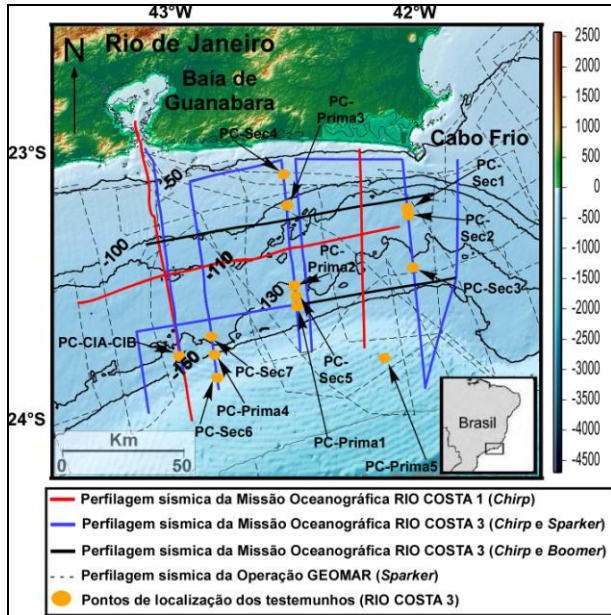 43°W
42°W
N
Rio de Janeiro
Baía de
Guanabara
PC-
Prima3
PC-Sec4
Cabo Frio
23°S
-50
PC-
Sec1
-100
-110
PC-
Sec2
PC-
Prima2
-130
PC-Sec3
PC-CIA-CIB
-150
PC-Sec7
PC-
Sec5
PC-Prima4
PC-Sec6
PC-Prima1
PC-Prima5
24°S
Km
0
50
Brasil
2500
2000
1500
1000
500
0
-500
-1000
-1500
-2000
-2500
-3000
-3500
-4000
-4500
Perfilagem sísmica da Missão Oceanográfica RIO COSTA 1 (Chirp)
Perfilagem sísmica da Missão Oceanográfica RIO COSTA 3 (Chirp e Sparker)
Perfilagem sísmica da Missão Oceanográfica RIO COSTA 3 (Chirp e Boomer)
Perfilagem sísmica da Operação GEOMAR (Sparker)
Pontos de localização dos testemunhos (RIO COSTA 3)